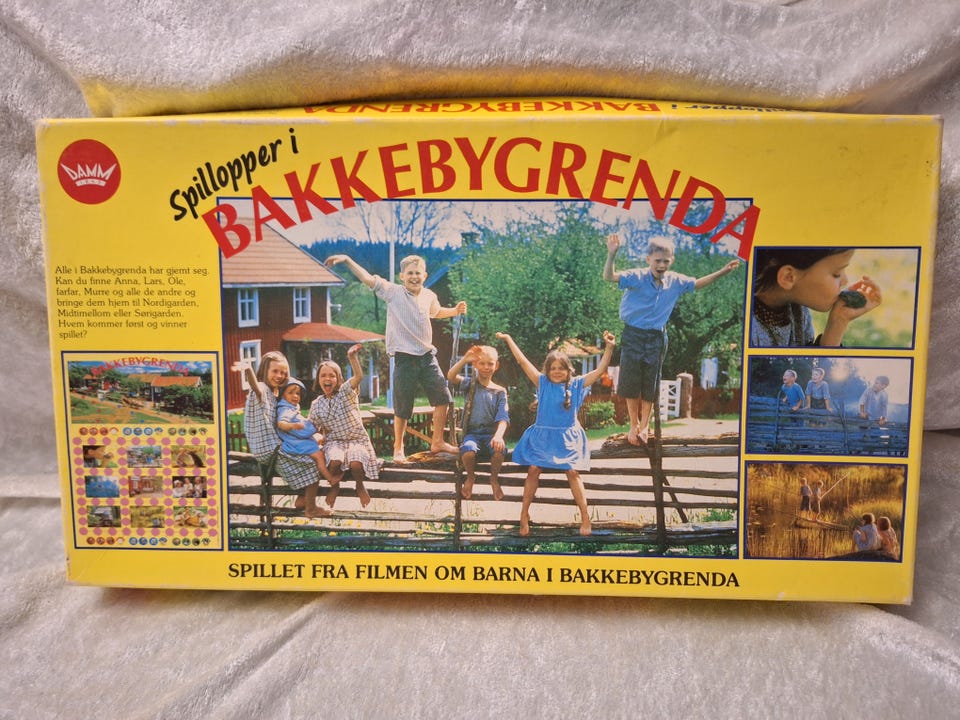 Spillopper i BAKKEBYGRENDA
DAMM
Spillopper i
BAKKEBYGRENDA
Alle i Bakkebygrenda har gjemt seg.
Kan du finne Anna, Lars, Ole,
farfar, Murre og alle de andre og
bringe dem hjem til Nordigarden,
Midtimellom eller Sørigarden.
Hvem kommer først og vinner
spillet?
BAKKEBYGRENDA
SPILLET FRA FILMEN OM BARNA I BAKKEBYGRENDA